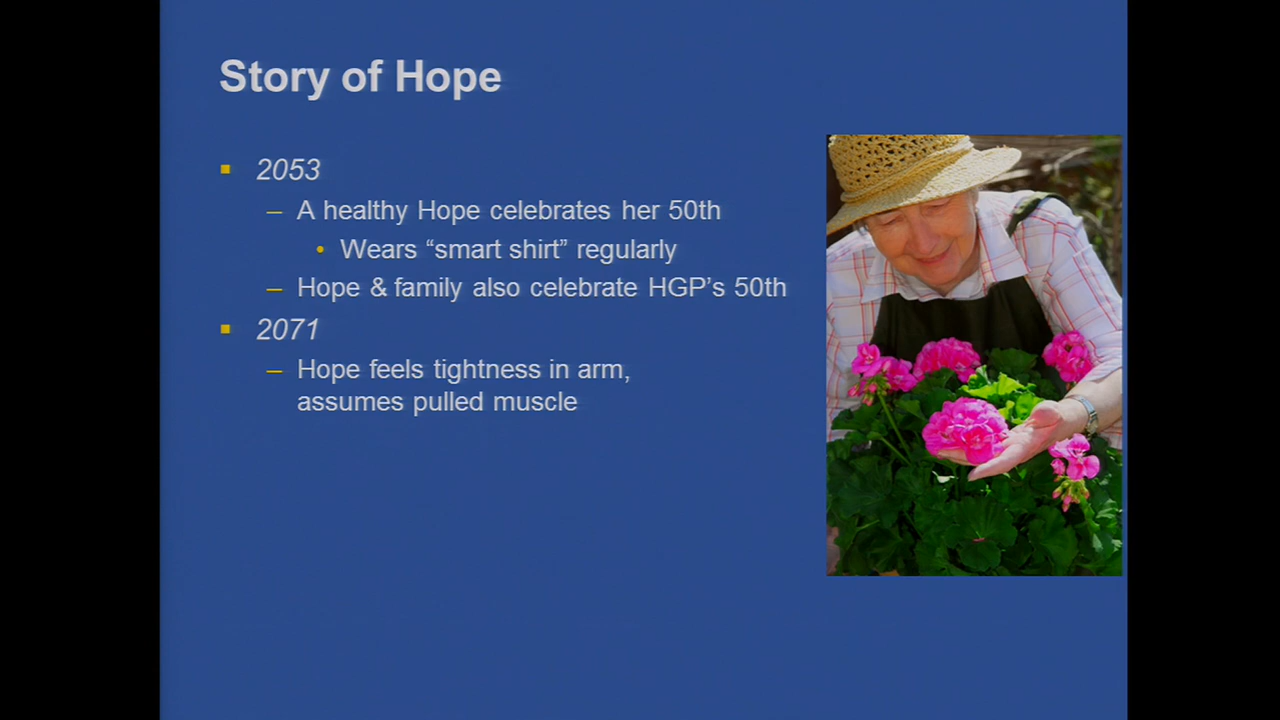 Story of Hope
2053
– A healthy Hope celebrates her 50th
• Wears “smart shirt” regularly
– Hope & family also celebrate HGP’s 50th
2071
– Hope feels tightness in arm,
assumes pulled muscle